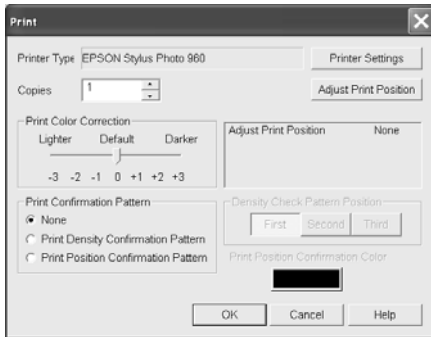 Print
Printer Type EPSON Stylus Photo 960 Printer Settings
Copies 1 Adjust Print Position
Print Color Correction
Lighter Default Darker
-3 -2 -1 0 +1 +2 +3
Adjust Print Position None
Print Confirmation Pattern
None
Print Density Confirmation Pattern
Print Position Confirmation Pattern
Density Check Pattern Position
First Second Third
Print Position Confirmation Color
OK Cancel Help